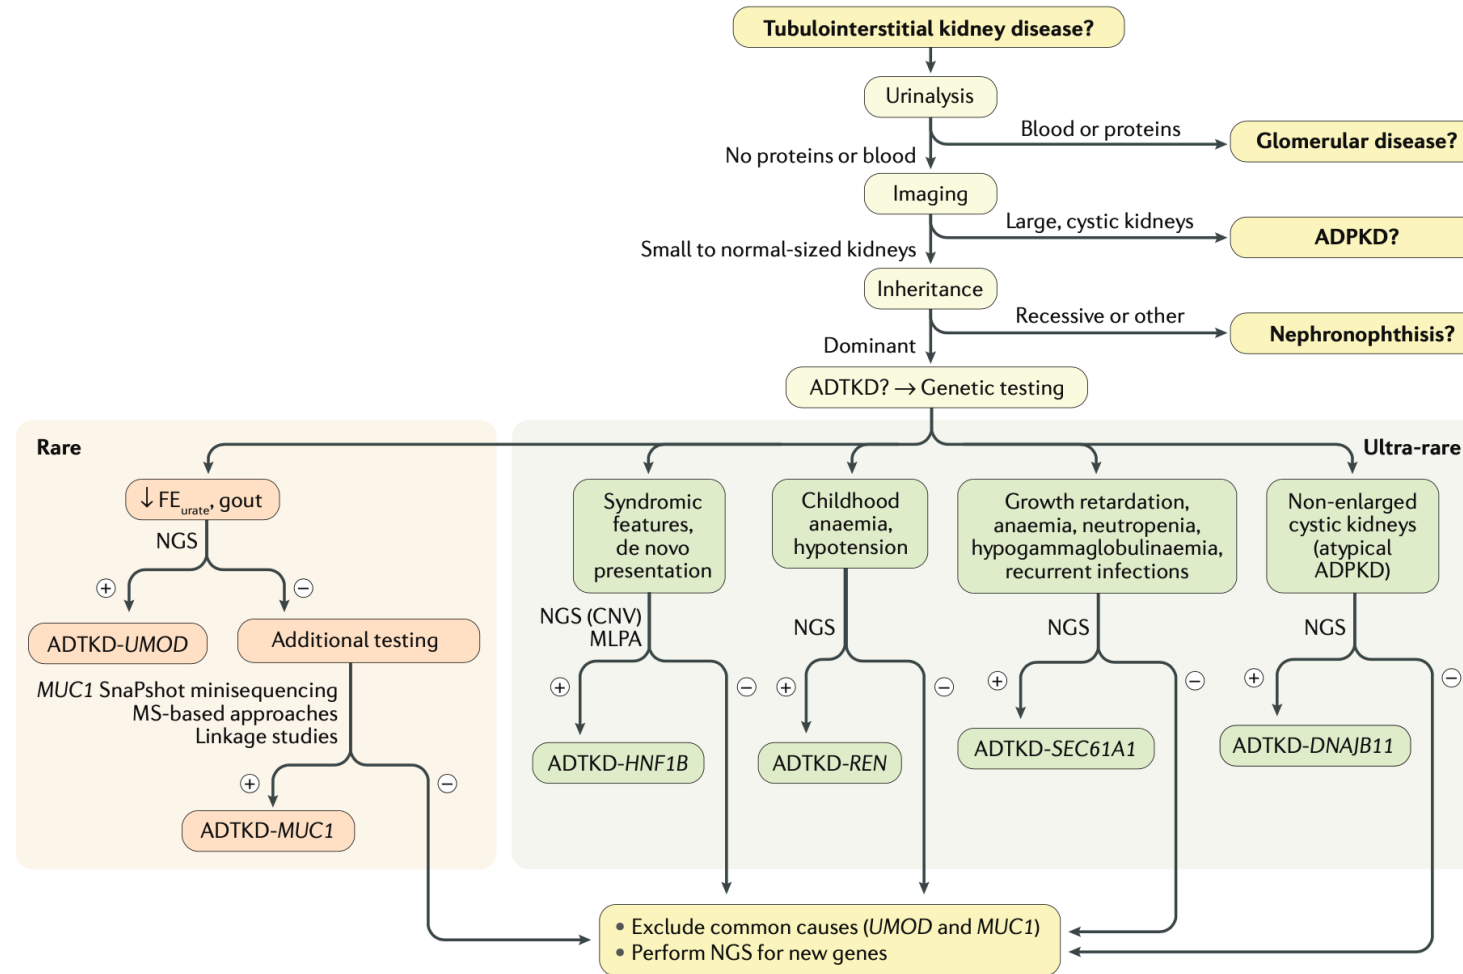 Tubulointerstitial kidney disease?
Urinalysis
Blood or proteins
Glomerular disease?
No proteins or blood
Imaging
Large, cystic kidneys
ADPKD?
Small to normal-sized kidneys
Inheritance
Recessive or other
Nephronophthisis?
Dominant
ADTKD? → Genetic testing
Rare
Ultra-rare
↓ FEurate, gout
NGS
+
−
ADTKD-UMOD
Additional testing
MUC1 SnaPshot minisequencing
MS-based approaches
Linkage studies
+
−
ADTKD-MUC1
Syndromic
features,
de novo
presentation
NGS (CNV)
MLPA
+
−
ADTKD-HNF1B
Childhood
anaemia,
hypotension
NGS
+
−
ADTKD-REN
Growth retardation,
anaemia, neutropenia,
hypogammaglobulinaemia,
recurrent infections
NGS
+
−
ADTKD-SEC61A1
Non-enlarged
cystic kidneys
(atypical
ADPKD)
NGS
+
−
ADTKD-DNAJB11
• Exclude common causes (UMOD and MUC1)
• Perform NGS for new genes